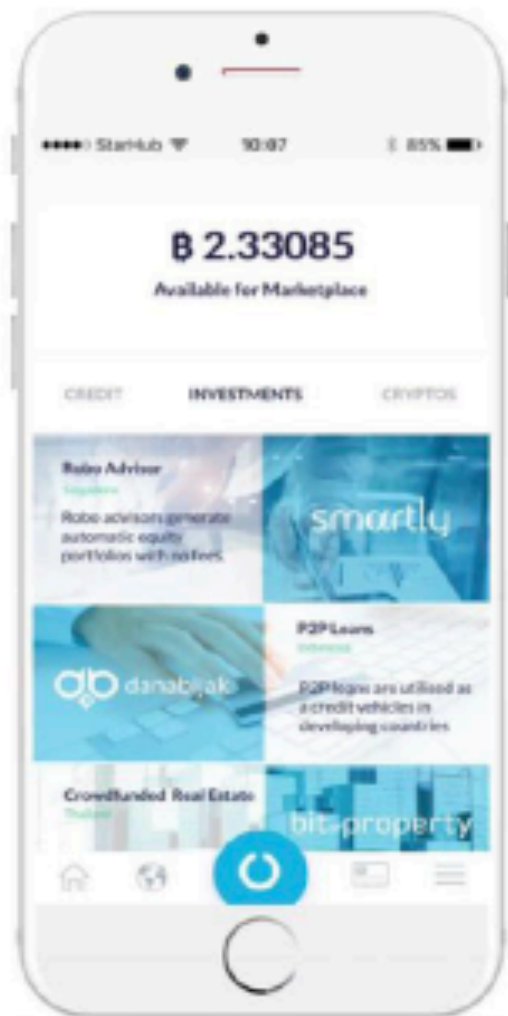 StarHub 10:07 85%
฿ 2.33085
Available for Marketplace
CREDIT INVESTMENTS CRYPTOS
Robo Advisor
Singapore
Robo advisors generate
automatic equity
portfolios with no fees.
smartly
P2P Loans
Indonesia
danabijak
P2P loans are utilised as
a credit vehicles in
developing countries
Crowdfunded Real Estate
Thailand
bit-property